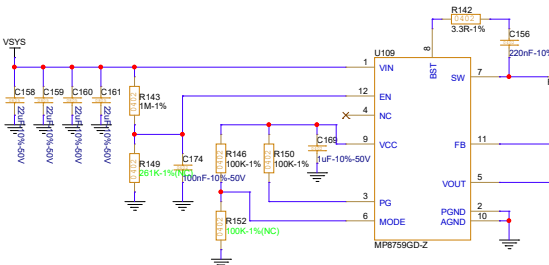 R142
0402
3.3R-1%
C156
220nF-10%
VSYS
U109
8
BST
1
VIN
SW
7
C158
22uF-10%-50V
C159
22uF-10%-50V
C160
22uF-10%-50V
C161
22uF-10%-50V
R143
0402
1M-1%
12
EN
4
NC
C169
1uF-10%-50V
9
VCC
FB
11
R149
0402
261K-1%(NC)
C174
100nF-10%-50V
R146
0402
100K-1%
R150
0402
100K-1%
VOUT
5
3
PG
R152
0402
100K-1%(NC)
6
MODE
PGND
2
AGND
10
MP8759GD-Z